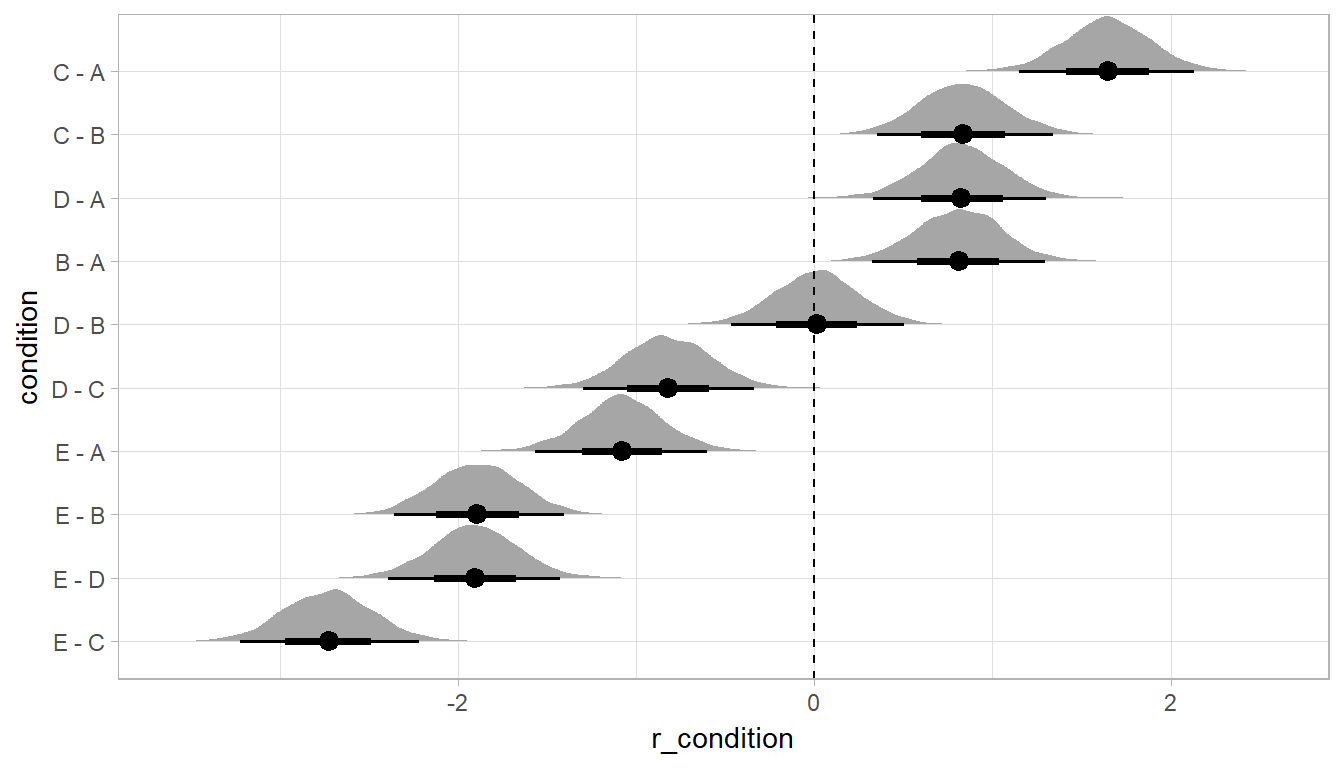 condition
C - A
C - B
D - A
B - A
D - B
D - C
E - A
E - B
E - D
E - C
-2 0 2
r_condition